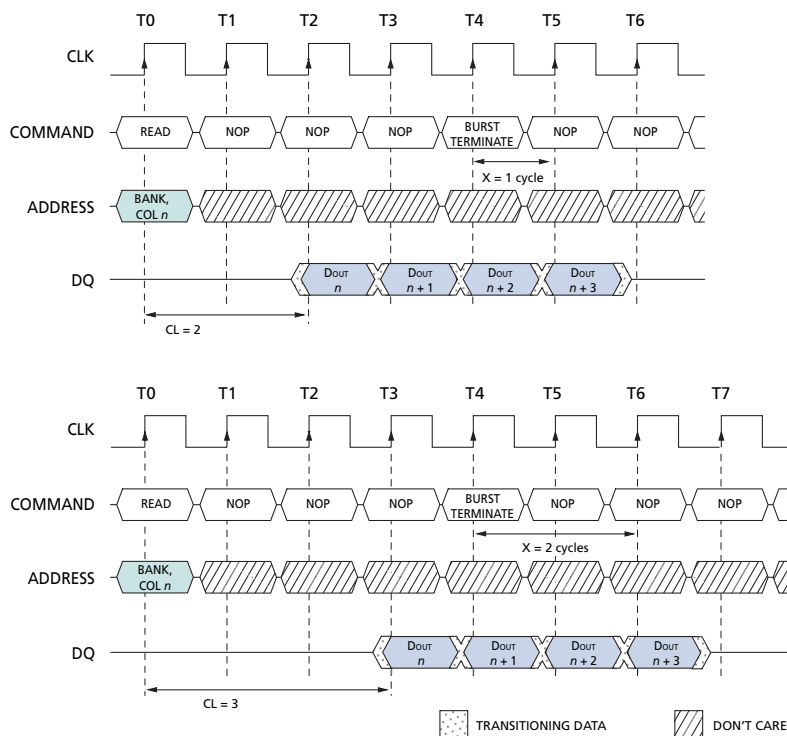 T0 T1 T2 T3 T4 T5 T6
CLK
COMMAND READ NOP NOP NOP BURST TERMINATE NOP NOP
X = 1 cycle
ADDRESS BANK, COL n
DQ DOUT n DOUT n + 1 DOUT n + 2 DOUT n + 3
CL = 2
T0 T1 T2 T3 T4 T5 T6 T7
CLK
COMMAND READ NOP NOP NOP BURST TERMINATE NOP NOP NOP
X = 2 cycles
ADDRESS BANK, COL n
DQ DOUT n DOUT n + 1 DOUT n + 2 DOUT n + 3
CL = 3
TRANSITIONING DATA DON'T CARE